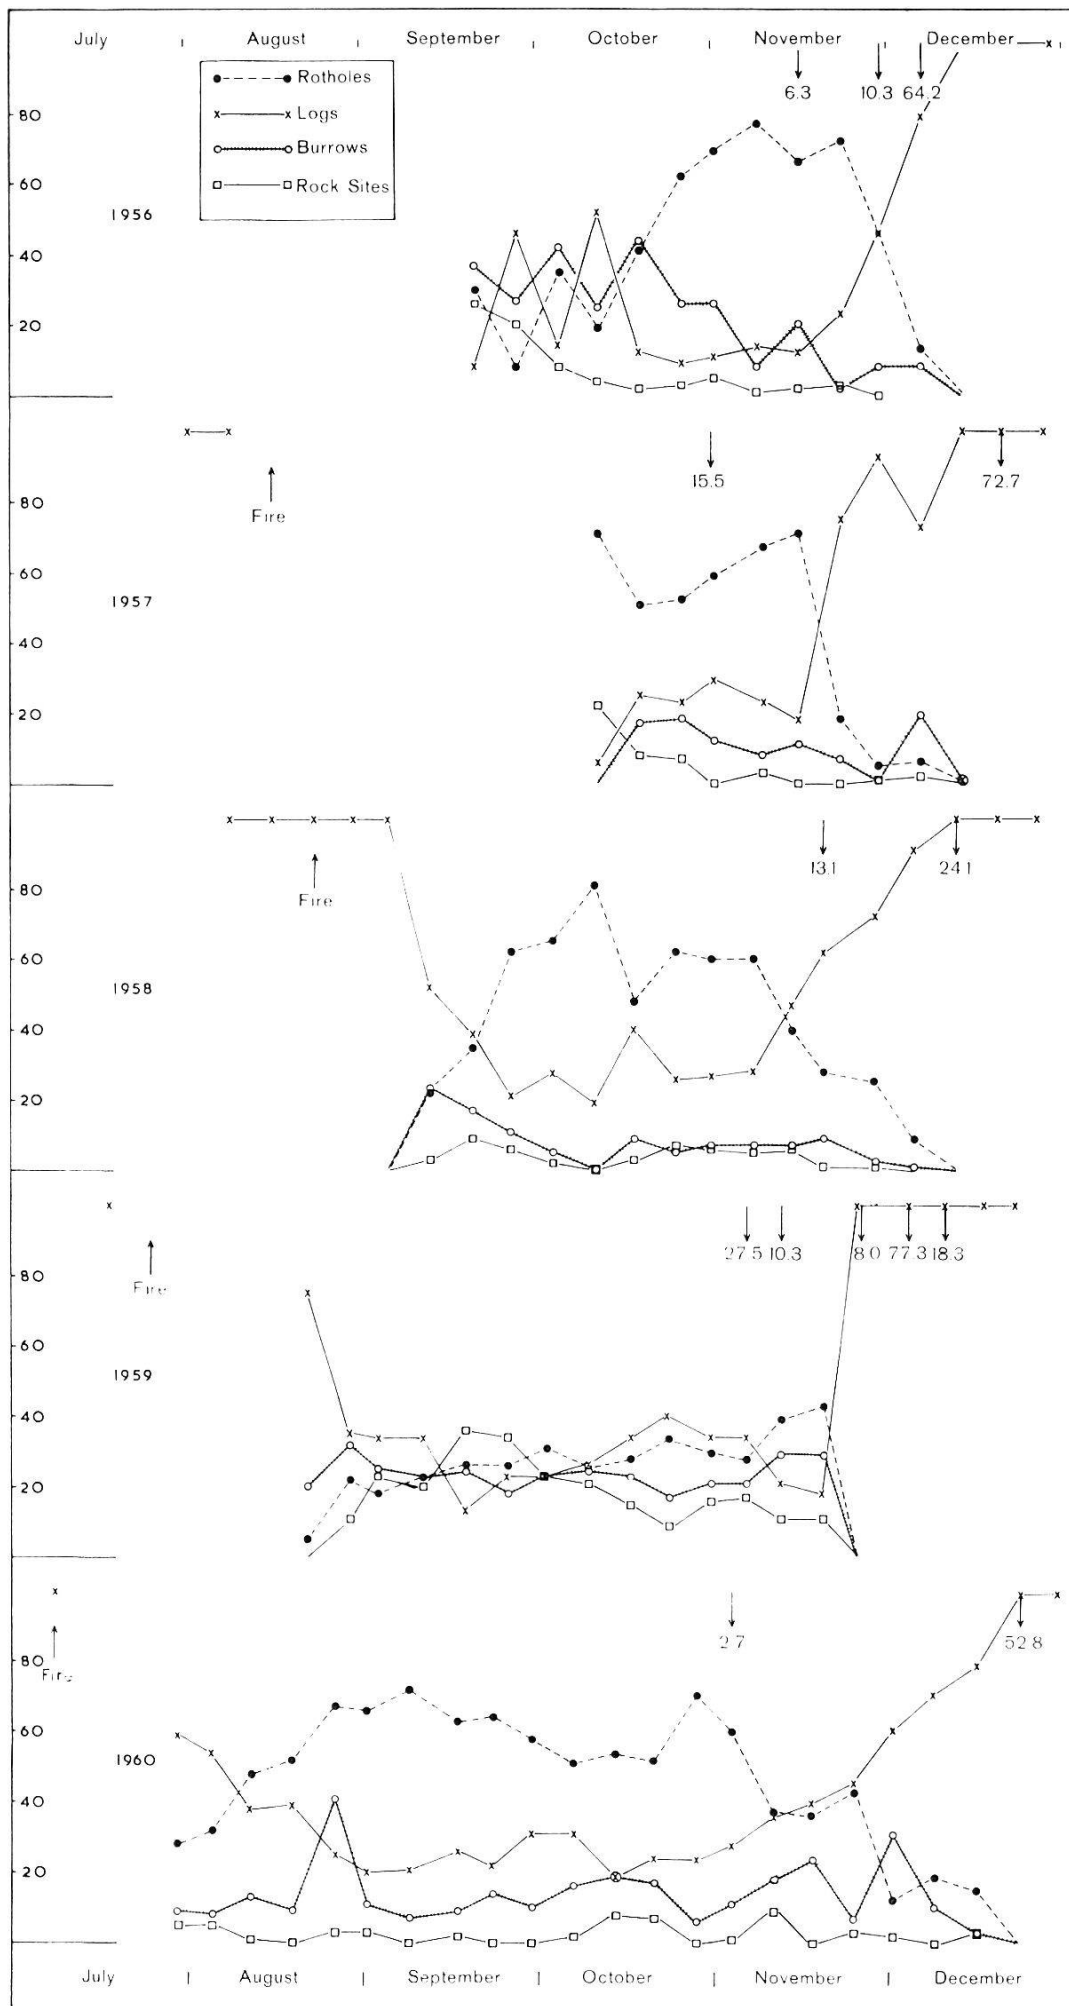 July August September October November December
Rotholes
Logs
Burrows
Rock Sites
6.3 10.3 64.2
80
60
1956
40
20
15.5 72.7
Fire
80
60
1957
40
20
13.1 24.1
80
Fire
60
1958
40
20
27.5 10.3 8.0 77.3 18.3
80
Fire
60
1959
40
20
2.7 52.8
80
Fire
60
1960
40
20
July August September October November December